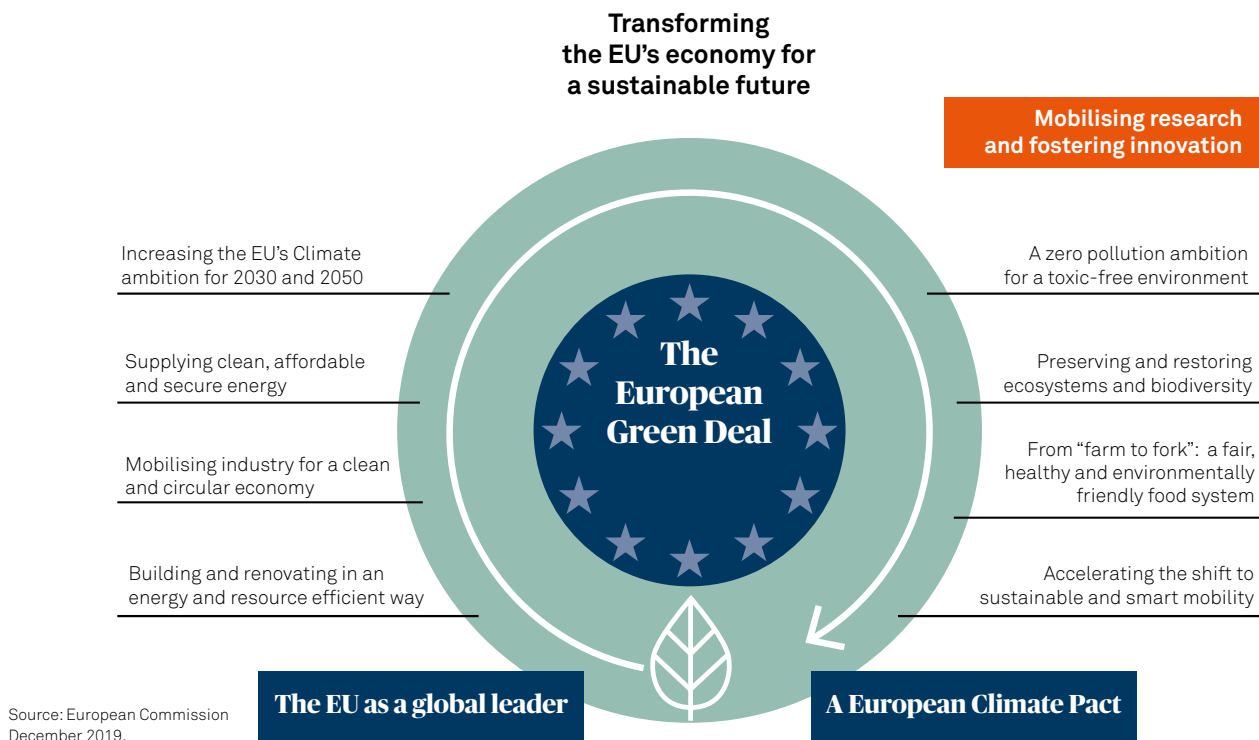 Transforming
the EU's economy for
a sustainable future
Mobilising research
and fostering innovation
Increasing the EU's Climate
ambition for 2030 and 2050
Supplying clean, affordable
and secure energy
Mobilising industry for a clean
and circular economy
Building and renovating in an
energy and resource efficient way
The
European
Green Deal
A zero pollution ambition
for a toxic-free environment
Preserving and restoring
ecosystems and biodiversity
From “farm to fork”: a fair,
healthy and environmentally
friendly food system
Accelerating the shift to
sustainable and smart mobility
The EU as a global leader
A European Climate Pact
Source: European Commission
December 2019.